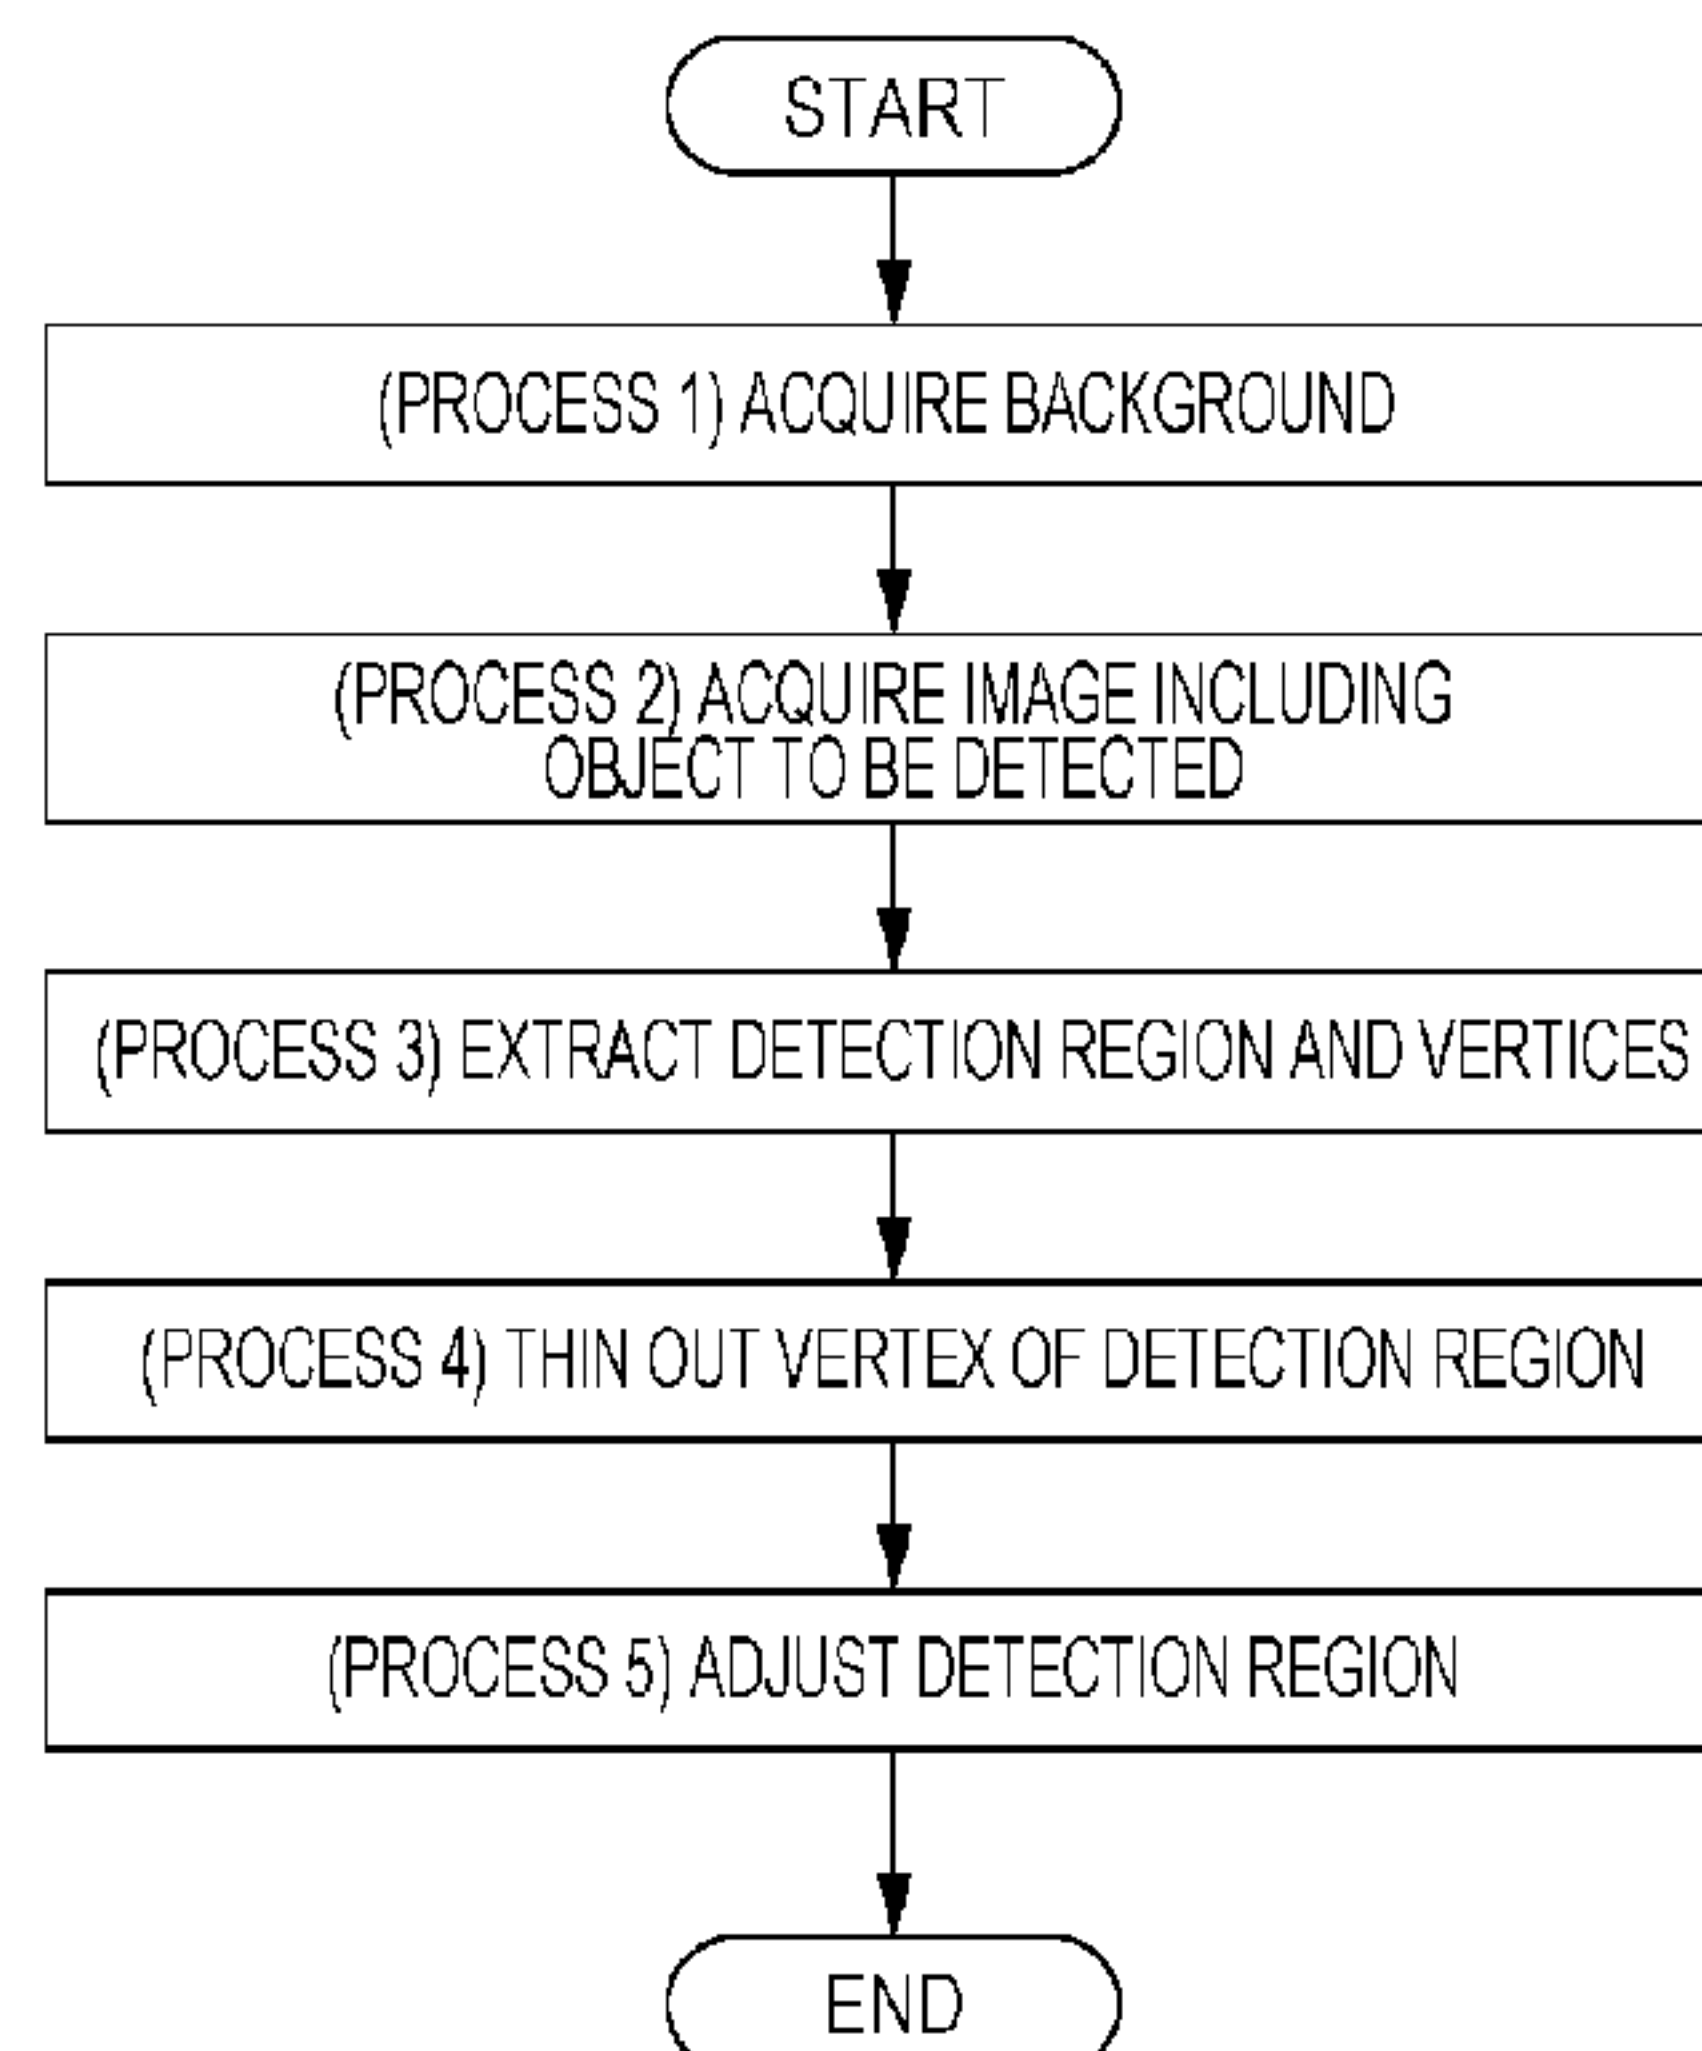 START
(PROCESS 1) ACQUIRE BACKGROUND
(PROCESS 2) ACQUIRE IMAGE INCLUDING
OBJECT TO BE DETECTED
(PROCESS 3) EXTRACT DETECTION REGION AND VERTICES
(PROCESS 4) THIN OUT VERTEX OF DETECTION REGION
(PROCESS 5) ADJUST DETECTION REGION
END